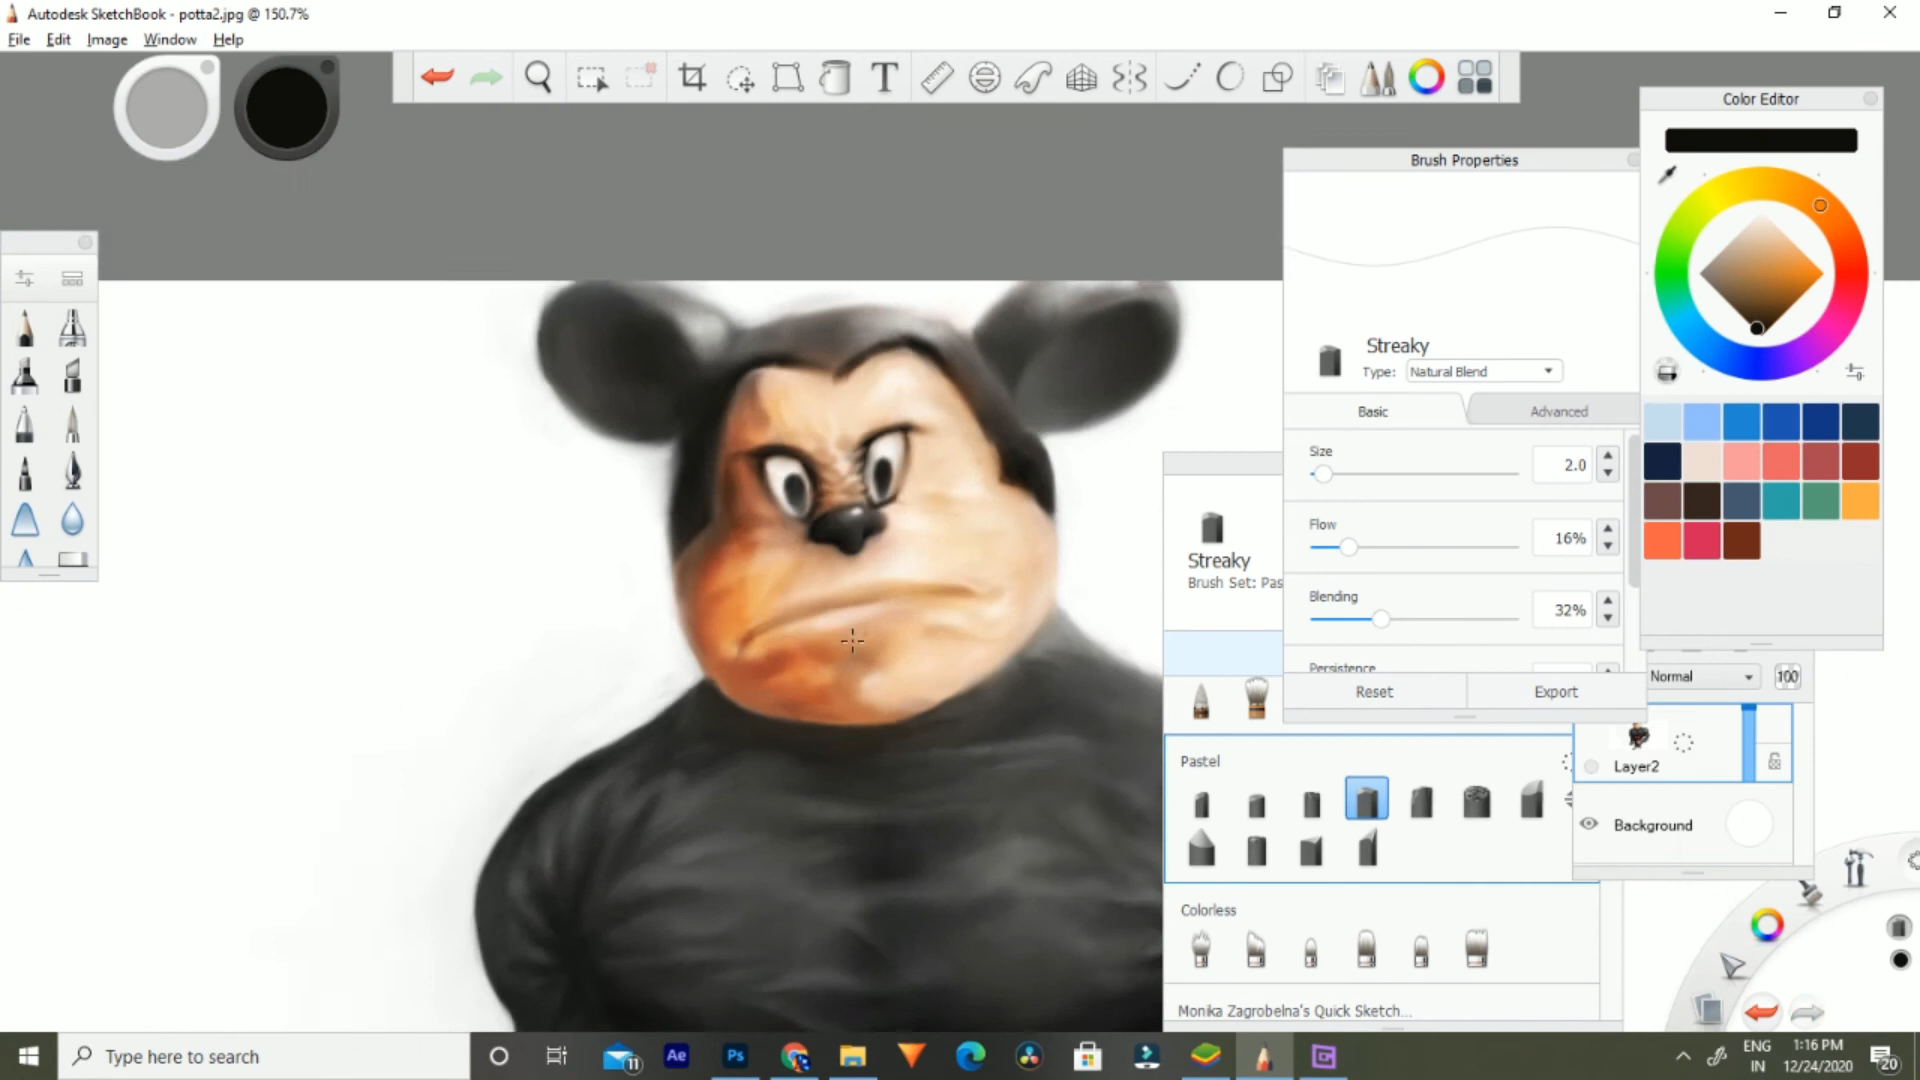 Autodesk SketchBook - potta2.jpg @ 150.7%
File Edit Image Window Help
T
Color Editor
Brush Properties
Streaky
Type: Natural Blend
Basic Advanced
Size
2.0
Flow
16%
Blending
32%
Persistence
Reset Export
Streaky
Brush Set: Pas
Normal 100
Layer2
Background
Pastel
Colorless
Monika Zagrobelna's Quick Sketch...
Type here to search
11
Ae
Ps
ENG
IN
1:16 PM
12/24/2020
20